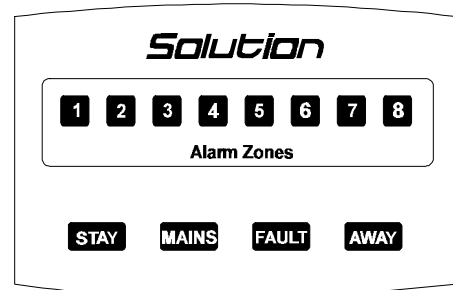 Solution
1 2 3 4 5 6 7 8
Alarm Zones
STAY MAINS FAULT AWAY